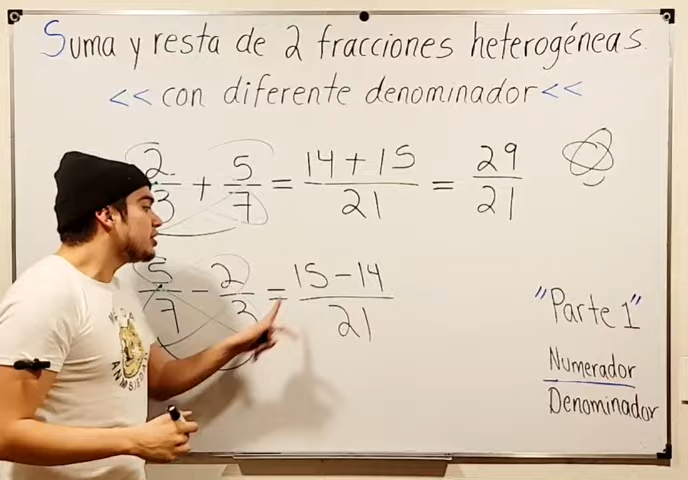 Suma y resta de 2 fracciones heterogéneas.
<< con diferente denominador <<
2/3 + 5/7 = 14 + 15/21 = 29/21
5/7 - 2/3 = 15 - 14/21
"Parte 1"
Numerador
Denominador